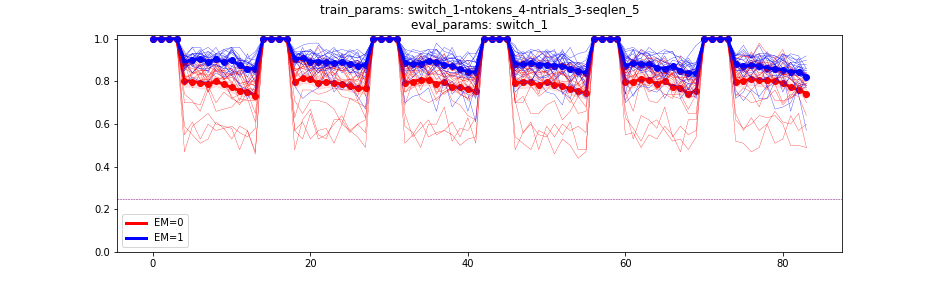 train_params: switch_1-ntokens_4-ntrials_3-seqlen_5
eval_params: switch_1
1.0
0.8
0.6
0.4
0.2
0.0
EM=0
EM=1
0
20
40
60
80